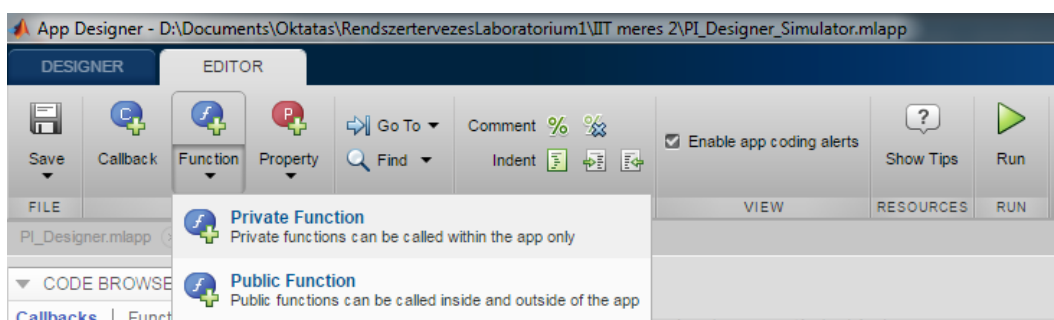 App Designer - D:\Documents\Oktatas\RendszertervezesLaboratorium1\IIT meres 2\PI_Designer_Simulator.mlapp
DESIGNER EDITOR
Save Callback Function Property Go To Find Comment Indent Enable app coding alerts Show Tips Run
FILE VIEW RESOURCES RUN
Private Function
Private functions can be called within the app only
PI_Designer.mlapp
Public Function
Public functions can be called inside and outside of the app
CODE BROWSE
Callbacks | Funct